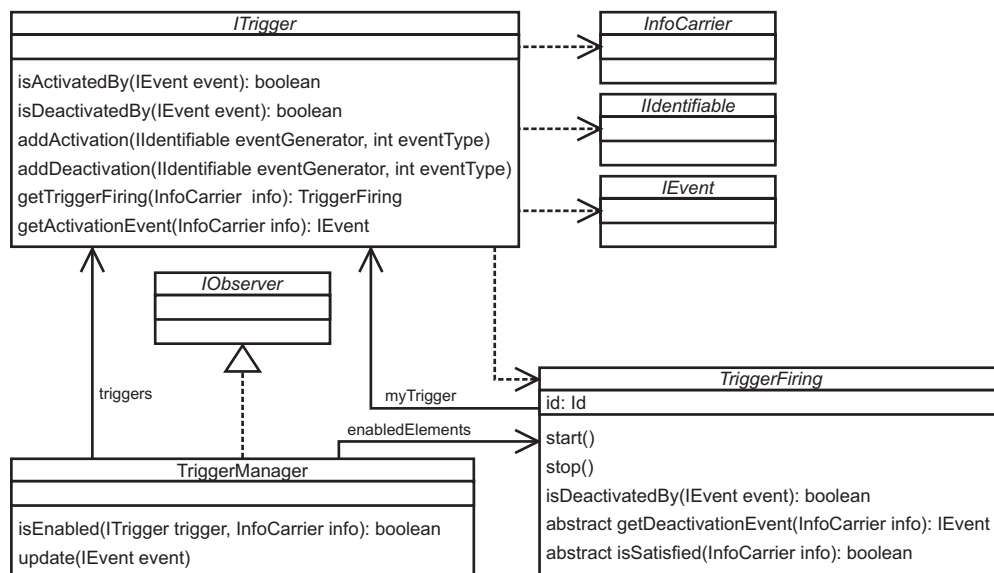 ITrigger
isActivatedBy(IEvent event): boolean
isDeactivatedBy(IEvent event): boolean
addActivation(IIdentifiable eventGenerator, int eventType)
addDeactivation(IIdentifiable eventGenerator, int eventType)
getTriggerFiring(InfoCarrier info): TriggerFiring
getActivationEvent(InfoCarrier info): IEvent
InfoCarrier
IIdentifiable
IEvent
IObserver
triggers
myTrigger
enabledElements
TriggerFiring
id: Id
start()
stop()
isDeactivatedBy(IEvent event): boolean
abstract getDeactivationEvent(InfoCarrier info): IEvent
abstract isSatisfied(InfoCarrier info): boolean
TriggerManager
isEnabled(ITrigger trigger, InfoCarrier info): boolean
update(IEvent event)